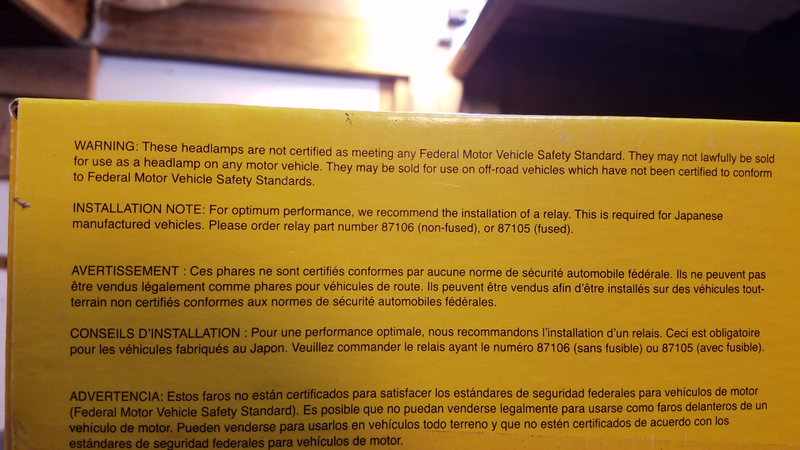 WARNING: These headlamps are not certified as meeting any Federal Motor Vehicle Safety Standard. They may not lawfully be sold
for use as a headlamp on any motor vehicle. They may be sold for use on off-road vehicles which have not been certified to conform
to Federal Motor Vehicle Safety Standards.
INSTALLATION NOTE: For optimum performance, we recommend the installation of a relay. This is required for Japanese
manufactured vehicles. Please order relay part number 87106 (non-fused), or 87105 (fused).
AVERTISSEMENT : Ces phares ne sont certifiés conformes par aucune norme de sécurité automobile fédérale. Ils ne peuvent pas
être vendus légalement comme phares pour véhicules de route. Ils peuvent être vendus afin d'être installés sur des véhicules tout-
terrain non certifiés conformes aux normes de sécurité automobiles fédérales.
CONSEILS D'INSTALLATION : Pour une performance optimale, nous recommandons l'installation d'un relais. Ceci est obligatoire
pour les véhicules fabriqués au Japon. Veuillez commander le relais ayant le numéro 87106 (sans fusible) ou 87105 (avec fusible).
ADVERTENCIA: Estos faros no están certificados para satisfacer los estándares de seguridad federales para vehículos de motor
(Federal Motor Vehicle Safety Standard). Es posible que no puedan venderse legalmente para usarse como faros delanteros de un
vehículo de motor. Pueden venderse para usarlos en vehículos todo terreno y que no estén certificados de acuerdo con los
estándares de seguridad federales para vehículos de motor.